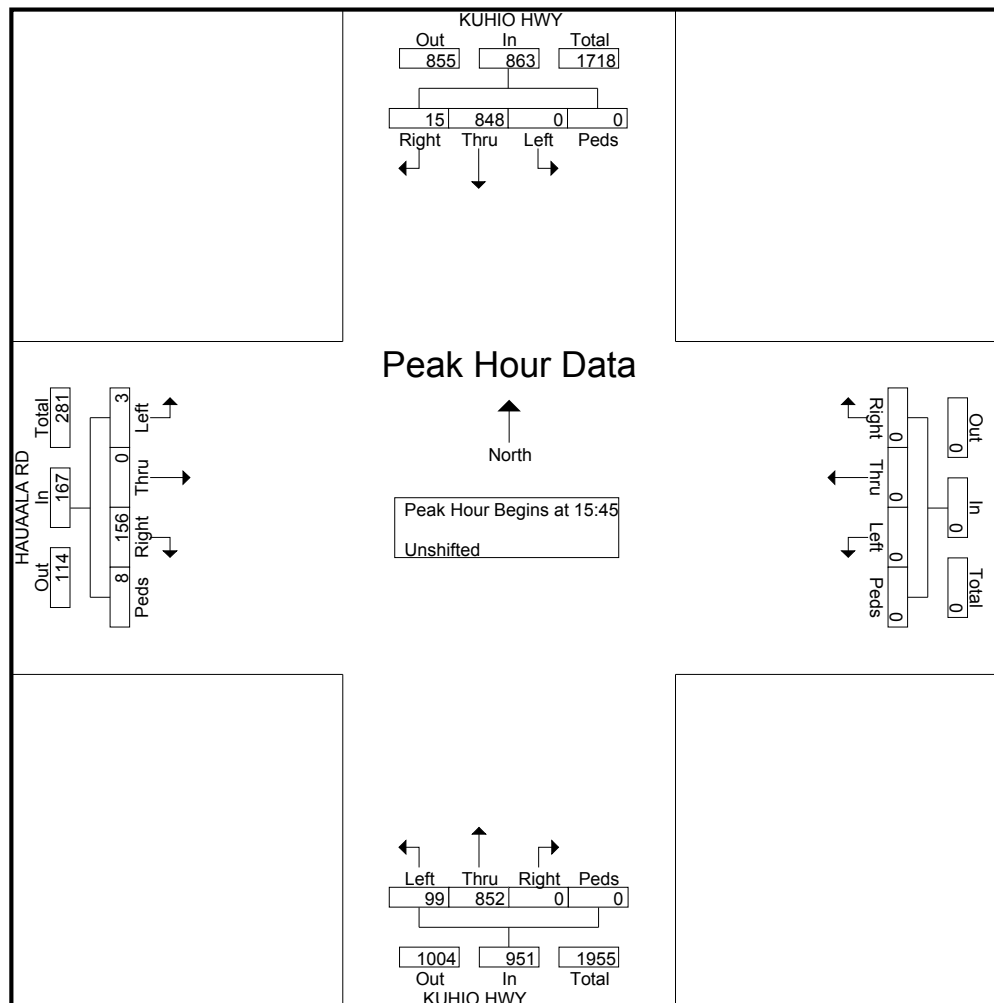 KUHIO HWY
Out In Total
855 863 1718
15 848 0 0
Right Thru Left Peds
Peak Hour Data
North
Peak Hour Begins at 15:45
Unshifted
HAUAALA RD
Out In Total
114 167 281
3 0 156 8
Left Thru Right Peds
Right Thru Left Peds
0 0 0 0
Out In Total
0 0 0
Left Thru Right Peds
99 852 0 0
1004 951 1955
Out In Total
KUHIO HWY